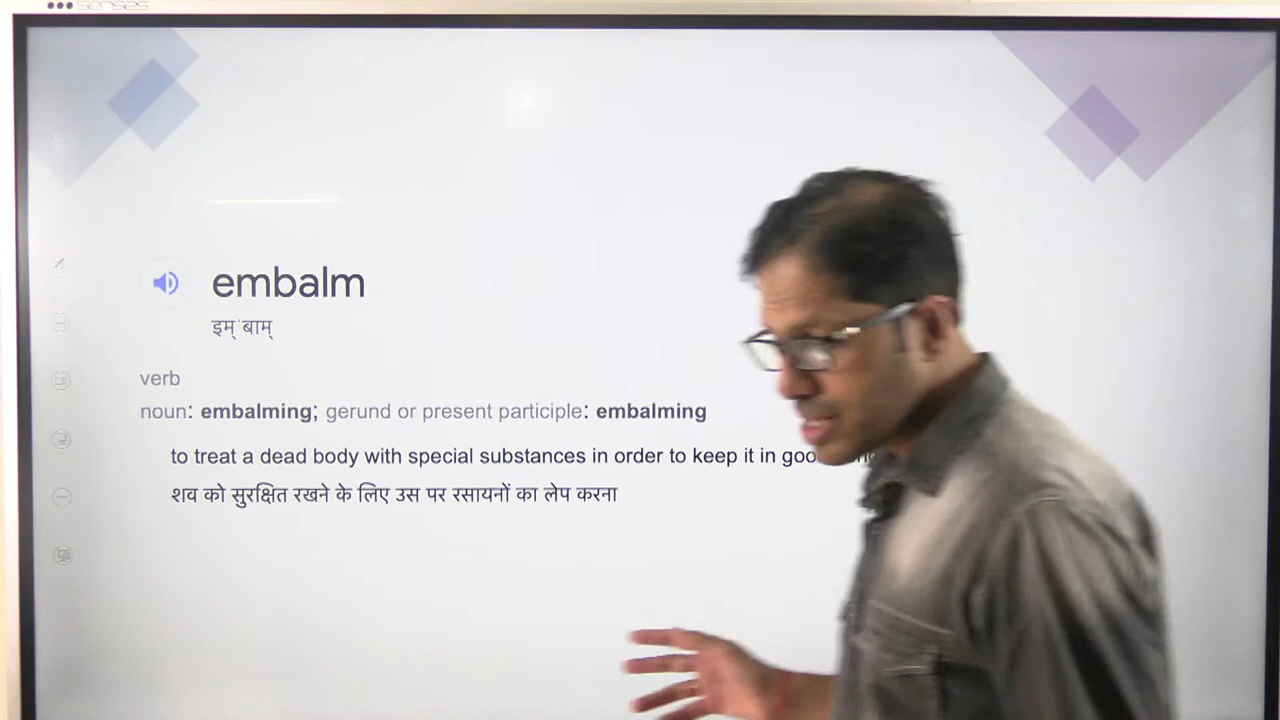 embalm
इम्ˈबाम्
verb
noun: embalming; gerund or present participle: embalming
to treat a dead body with special substances in order to keep it in
शव को सुरक्षित रखने के लिए उस पर रसायनों का लेप करना